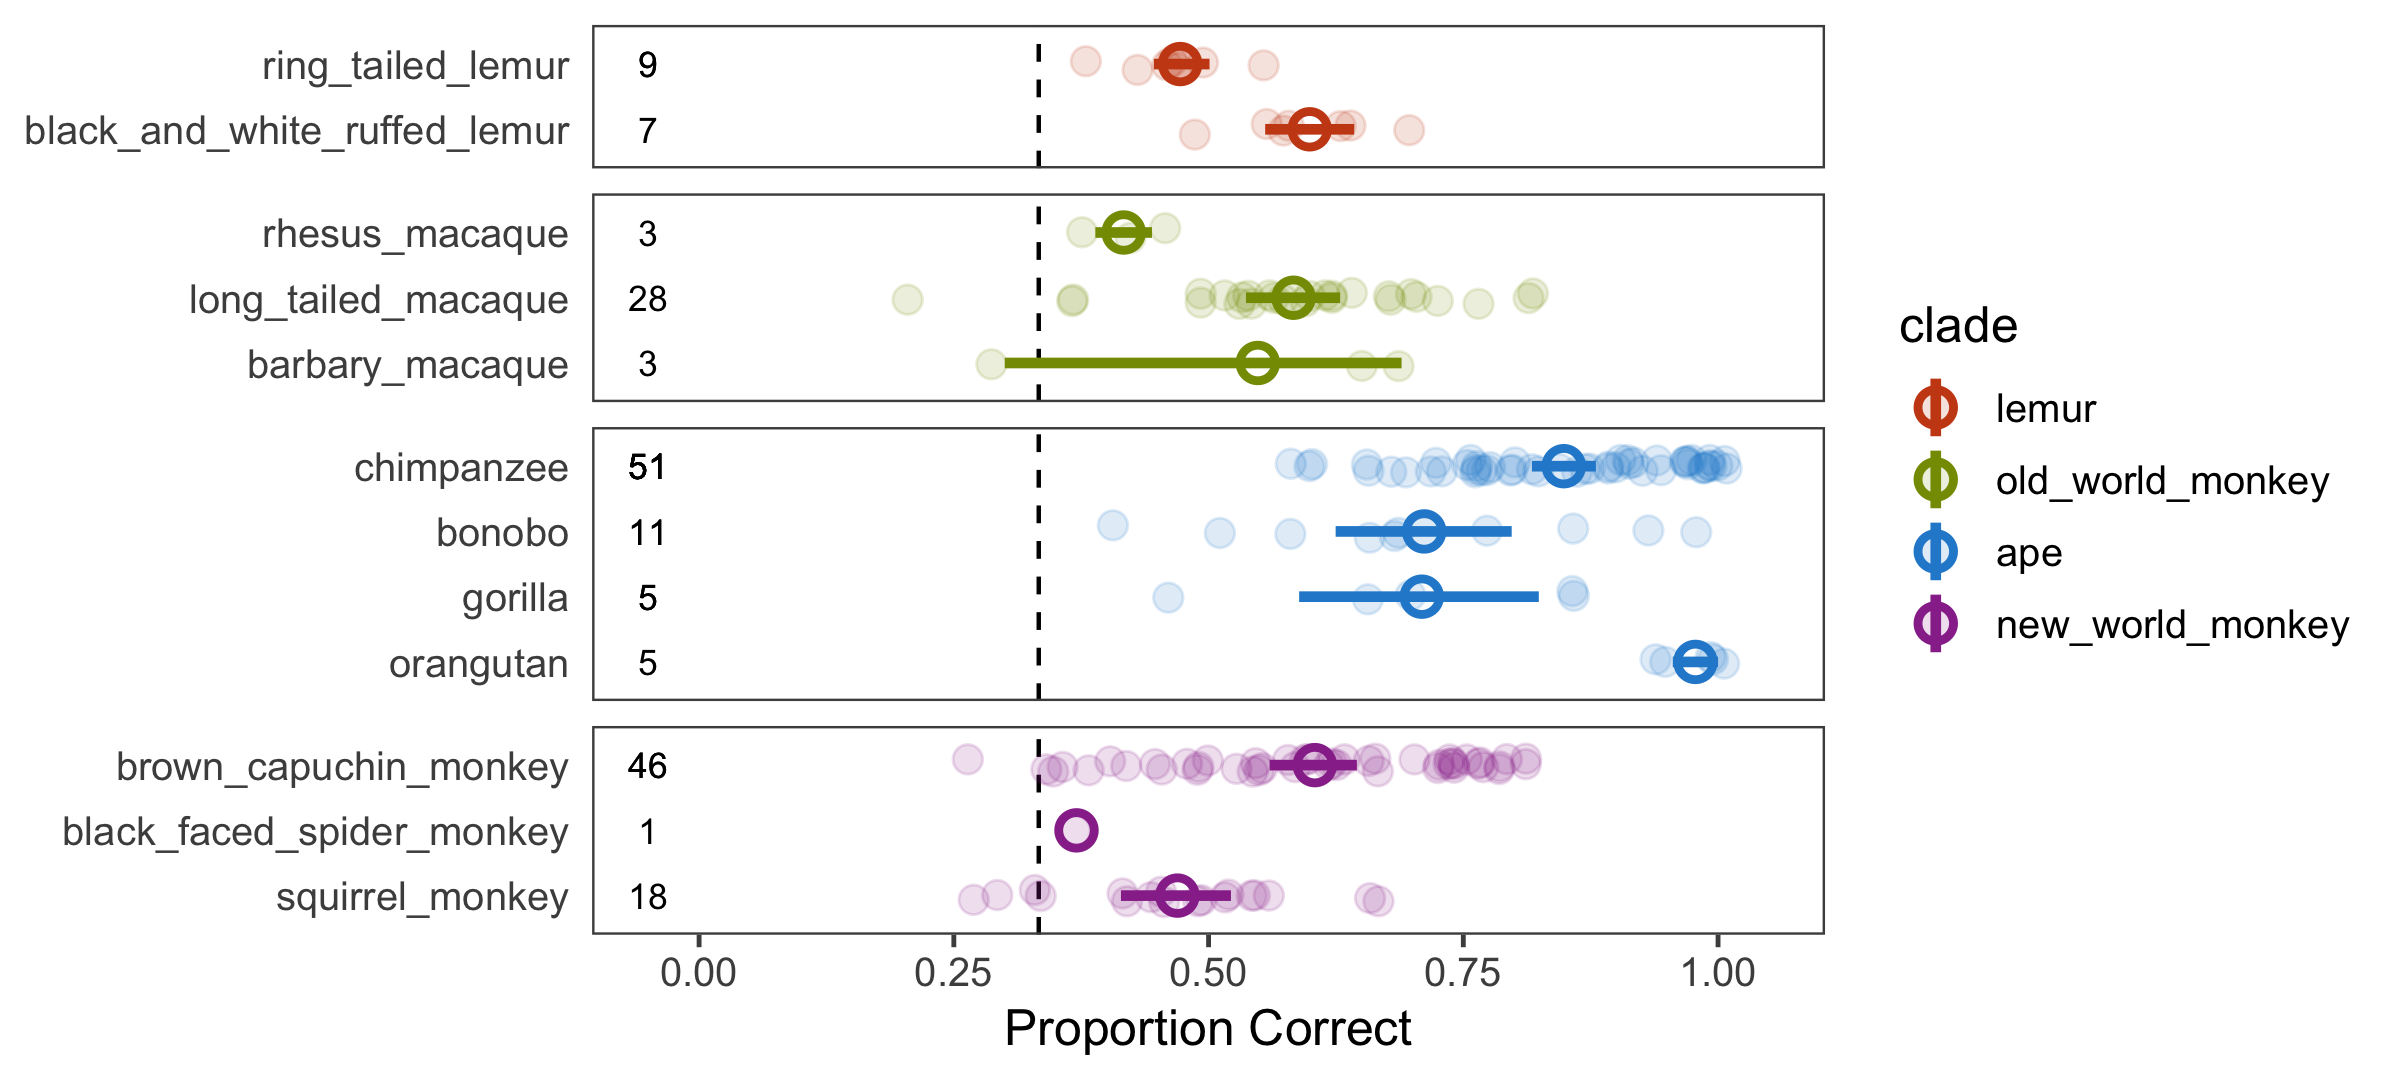 ring_tailed_lemur 9
black_and_white_ruffed_lemur 7
rhesus_macaque 3
long_tailed_macaque 28
barbary_macaque 3
chimpanzee 51
bonobo 11
gorilla 5
orangutan 5
brown_capuchin_monkey 46
black_faced_spider_monkey 1
squirrel_monkey 18
0.00 0.25 0.50 0.75 1.00
Proportion Correct
clade
lemur
old_world_monkey
ape
new_world_monkey